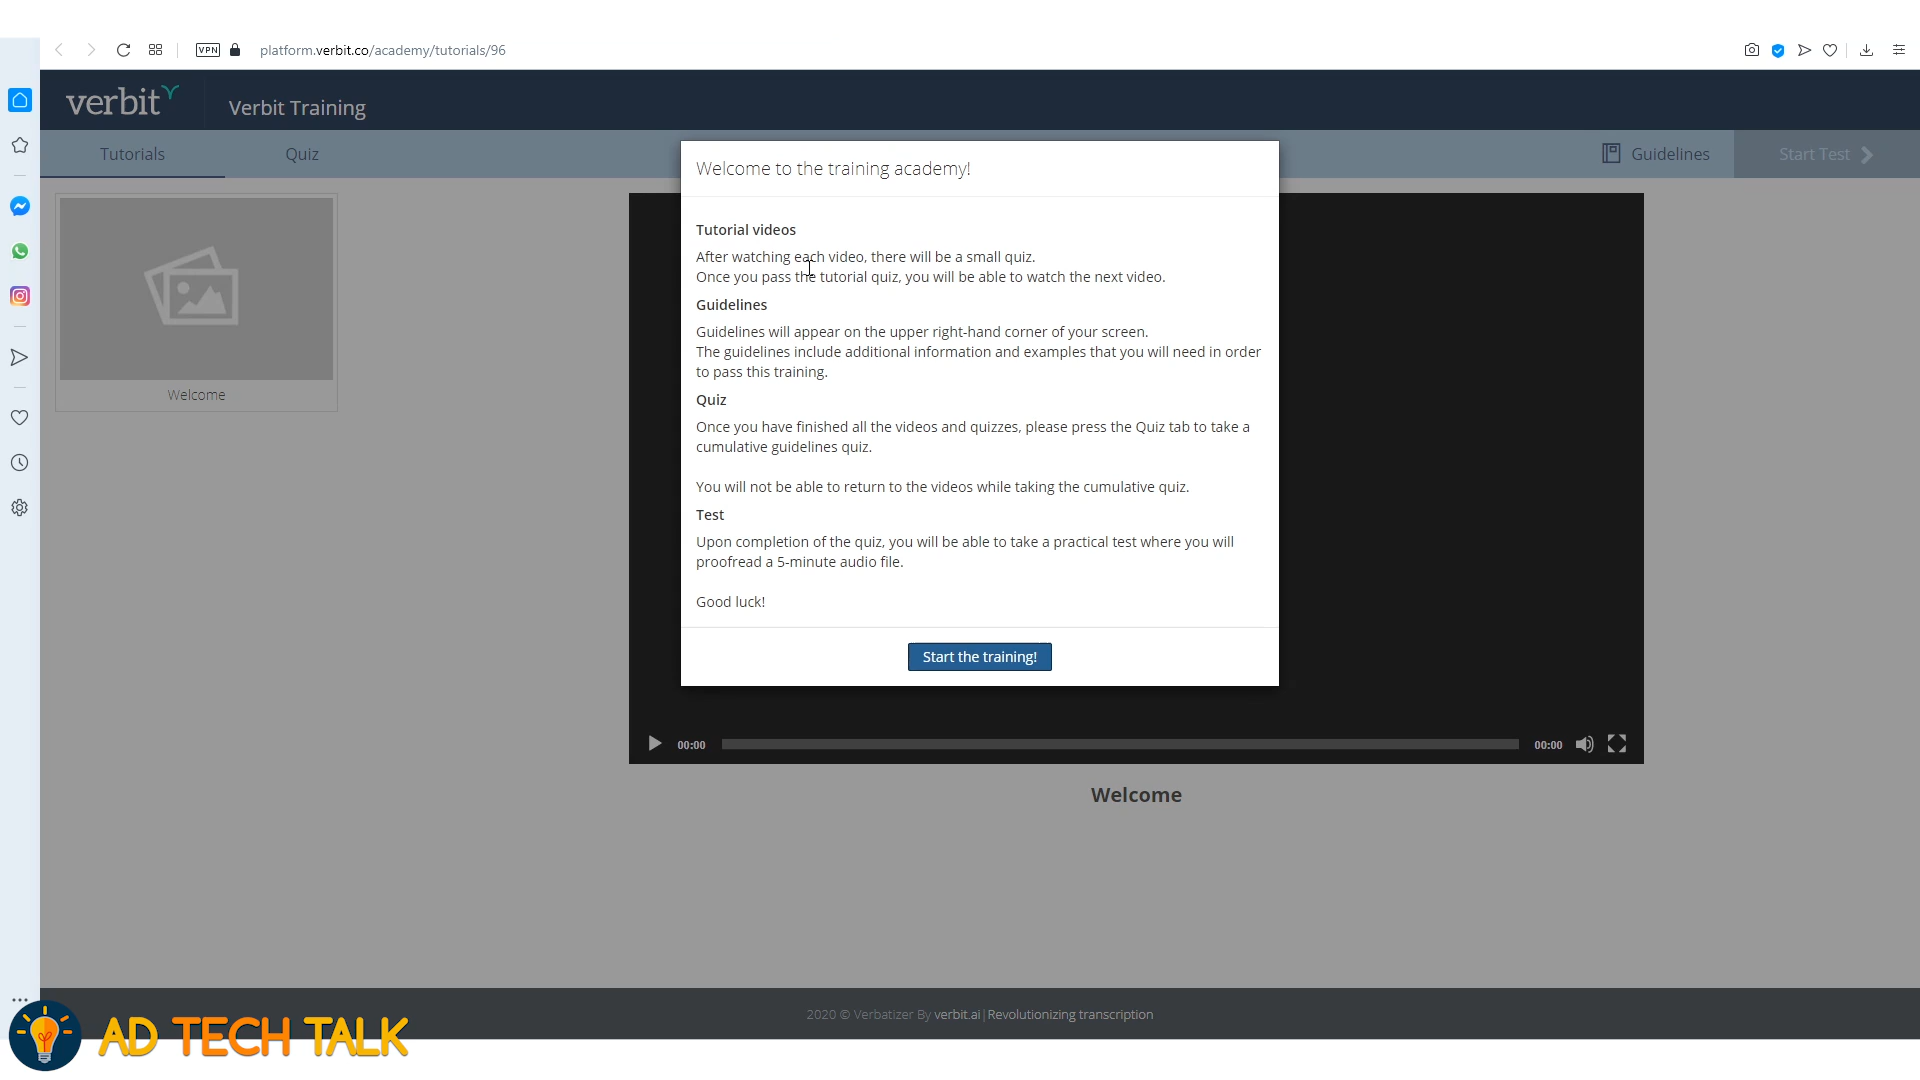 VPN
platform.verbit.co/academy/tutorials/96
verbit
Verbit Training
Tutorials
Quiz
Guidelines
Start Test
Welcome to the training academy!
Tutorial videos
After watching each video, there will be a small quiz.
Once you pass the tutorial quiz, you will be able to watch the next video.
Guidelines
Guidelines will appear on the upper right-hand corner of your screen.
The guidelines include additional information and examples that you will need in order
to pass this training.
Quiz
Once you have finished all the videos and quizzes, please press the Quiz tab to take a
cumulative guidelines quiz.
You will not be able to return to the videos while taking the cumulative quiz.
Test
Upon completion of the quiz, you will be able to take a practical test where you will
proofread a 5-minute audio file.
Good luck!
Start the training!
Welcome
00:00
00:00
Welcome
2020 © Verbatizer By verbit.ai|Revolutionizing transcription
AD TECH TALK